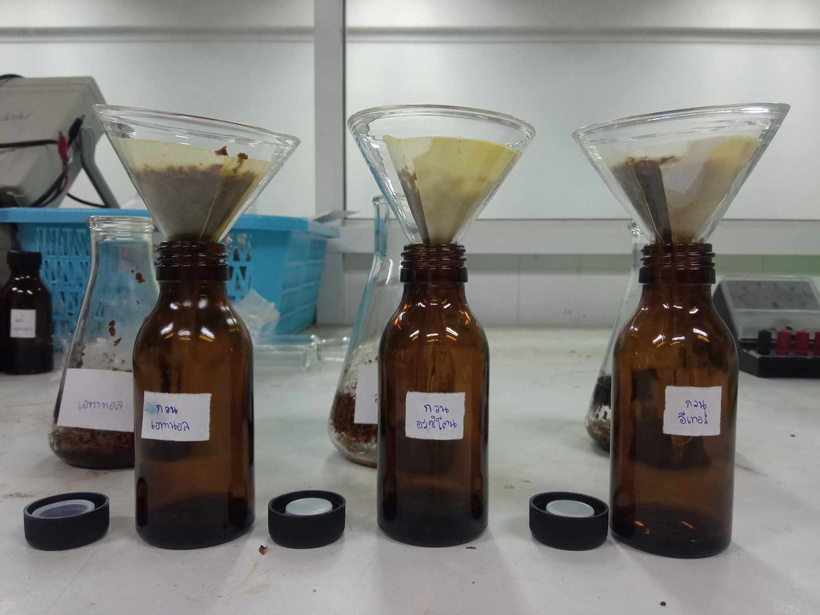 เอทานอล
กวน
เอทานอล
กวน
อะซิโตน
กวน
อีเทอร์